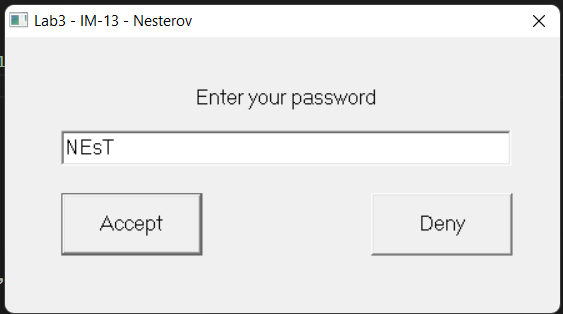 Lab3 - IM-13 - Nesterov
Enter your password
NEsT
Accept
Deny